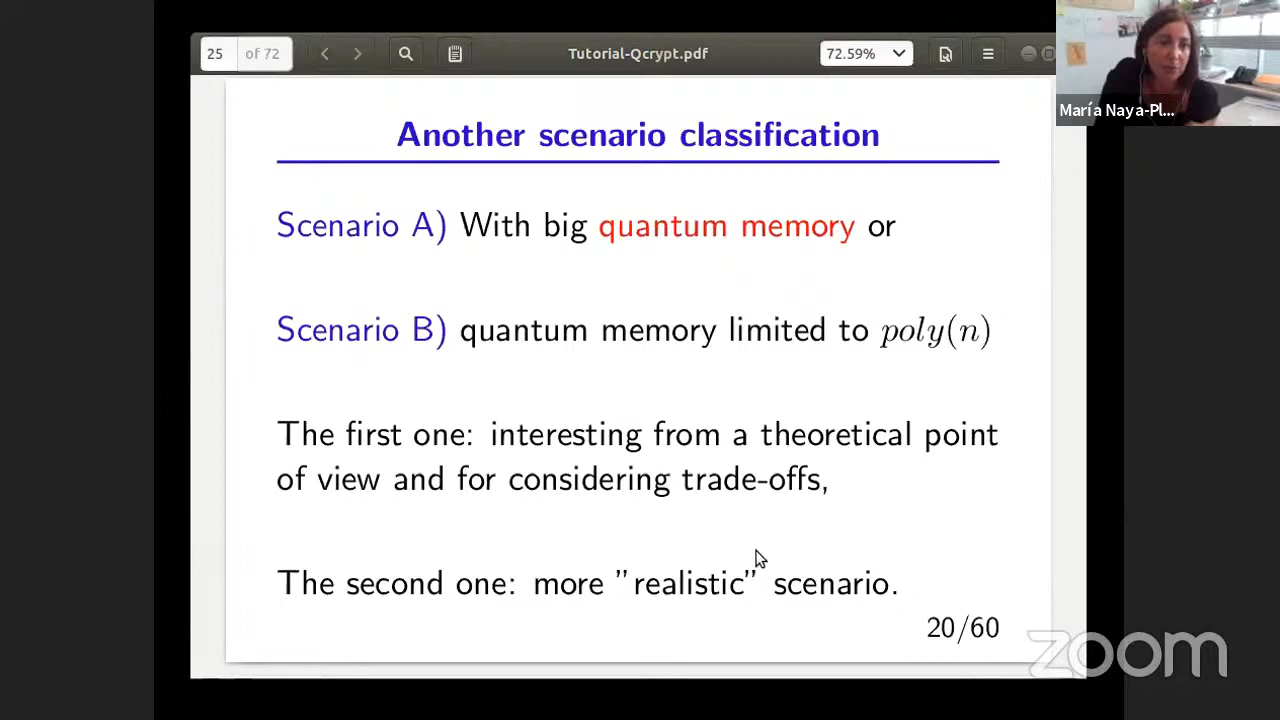 25 of 72
Tutorial-Qcrypt.pdf
72.59%
María Naya-Pl...
Another scenario classification
Scenario A) With big quantum memory or
Scenario B) quantum memory limited to poly(n)
The first one: interesting from a theoretical point
of view and for considering trade-offs,
The second one: more ”realistic” scenario.
20/60
zoom